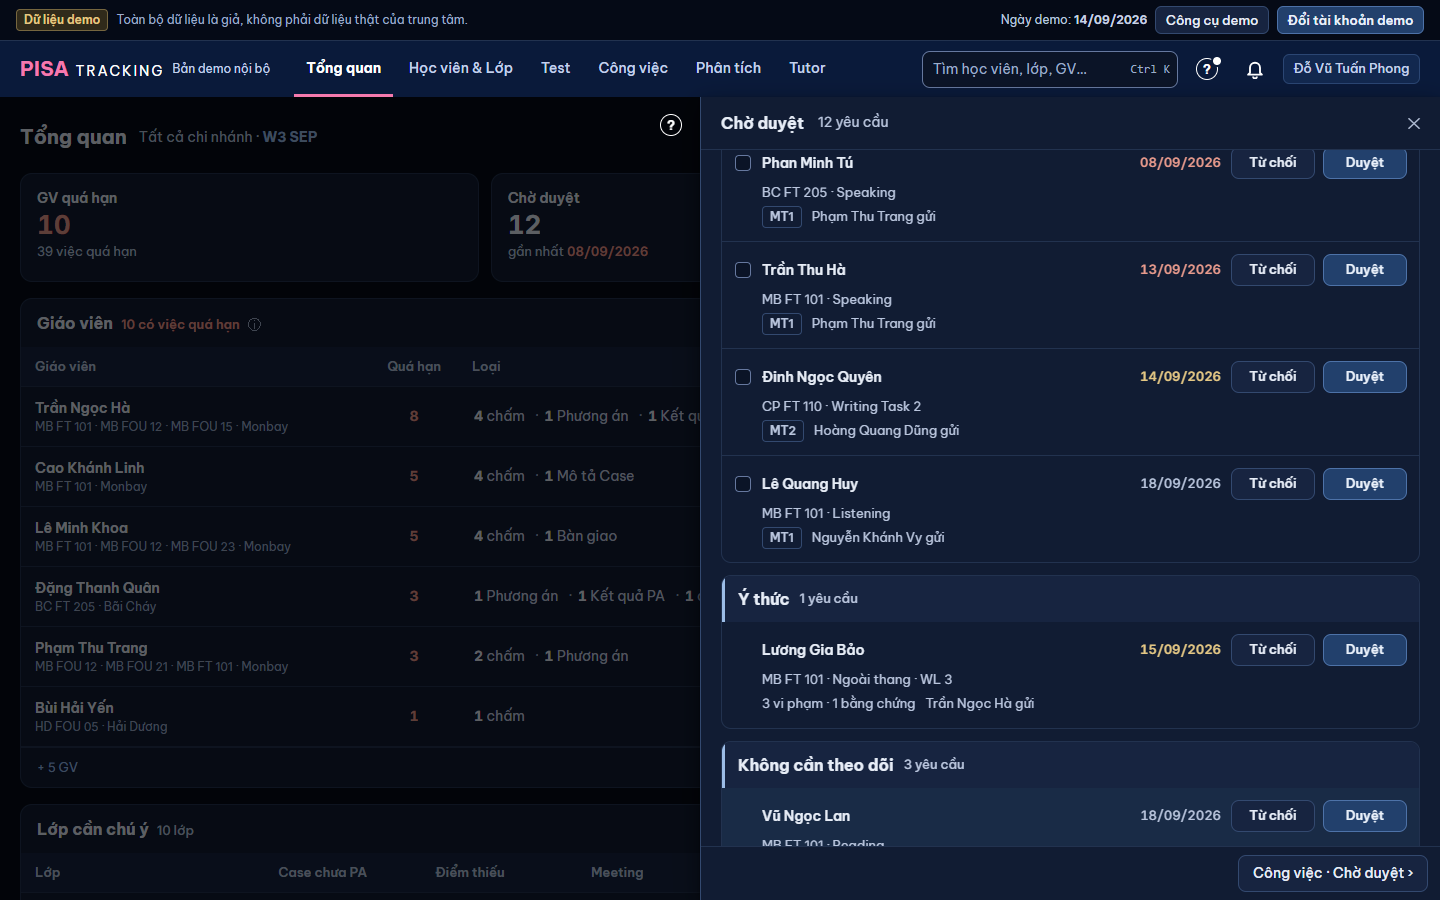 Dữ liệu demo Toàn bộ dữ liệu là giả, không phải dữ liệu thật của trung tâm.
Ngày demo: 14/09/2026 Công cụ demo Đổi tài khoản demo
PISA TRACKING Bản demo nội bộ Tổng quan Học viên & Lớp Test Công việc Phân tích Tutor Tìm học viên, lớp, GV... Ctrl K ? Đỗ Vũ Tuấn Phong
Tổng quan Tất cả chi nhánh · W3 SEP ?
GV quá hạn
10
39 việc quá hạn
Chờ duyệt
12
gần nhất 08/09/2026
Giáo viên 10 có việc quá hạn
Giáo viên Quá hạn Loại
Trần Ngọc Hà
MB FT 101 · MB FOU 12 · MB FOU 15 · Monbay
8 4 chấm · 1 Phương án · 1 Kết
Cao Khánh Linh
MB FT 101 · Monbay
5 4 chấm · 1 Mô tả Case
Lê Minh Khoa
MB FT 101 · MB FOU 12 · MB FOU 23 · Monbay
5 4 chấm · 1 Bàn giao
Đặng Thanh Quân
BC FT 205 · Bãi Cháy
3 1 Phương án · 1 Kết quả PA · 1
Phạm Thu Trang
MB FOU 12 · MB FOU 21 · MB FT 101 · Monbay
3 2 chấm · 1 Phương án
Bùi Hải Yến
HD FOU 05 · Hải Dương
1 1 chấm
+ 5 GV
Lớp cần chú ý 10 lớp
Lớp Case chưa PA Điểm thiếu Meeting
Chờ duyệt 12 yêu cầu
Phan Minh Tú 08/09/2026 Từ chối Duyệt
BC FT 205 · Speaking
MT1 Phạm Thu Trang gửi
Trần Thu Hà 13/09/2026 Từ chối Duyệt
MB FT 101 · Speaking
MT1 Phạm Thu Trang gửi
Đinh Ngọc Quyên 14/09/2026 Từ chối Duyệt
CP FT 110 · Writing Task 2
MT2 Hoàng Quang Dũng gửi
Lê Quang Huy 18/09/2026 Từ chối Duyệt
MB FT 101 · Listening
MT1 Nguyễn Khánh Vy gửi
Ý thức 1 yêu cầu
Lương Gia Bảo 15/09/2026 Từ chối Duyệt
MB FT 101 · Ngoài thang · WL 3
3 vi phạm · 1 bằng chứng Trần Ngọc Hà gửi
Không cần theo dõi 3 yêu cầu
Vũ Ngọc Lan 18/09/2026 Từ chối Duyệt
MB FT 101 · Reading
Công việc · Chờ duyệt ›